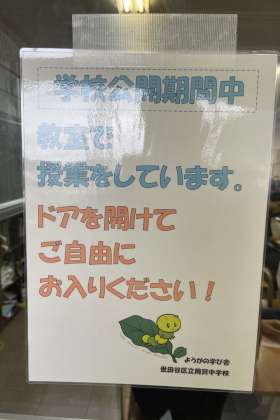 学校公開期間中
教室で
授業をしています。
ドアを開けて
ご自由に
お入りください！
ようがの学び舎
世田谷区立用賀中学校